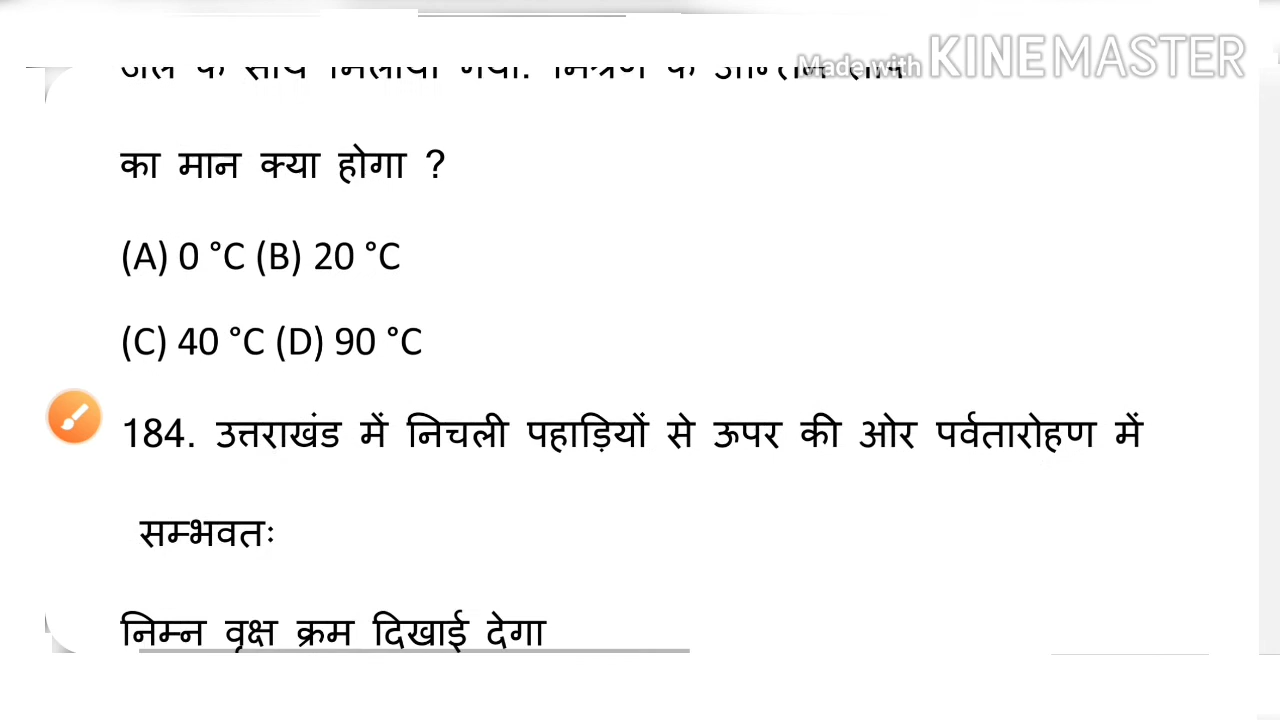 Made with KINEMASTER
का मान क्या होगा ?
(A) 0 °C (B) 20 °C
(C) 40 °C (D) 90 °C
184. उत्तराखंड में निचली पहाड़ियों से ऊपर की ओर पर्वतारोहण में
सम्भवतः
निम्न वृक्ष क्रम दिखाई देगा